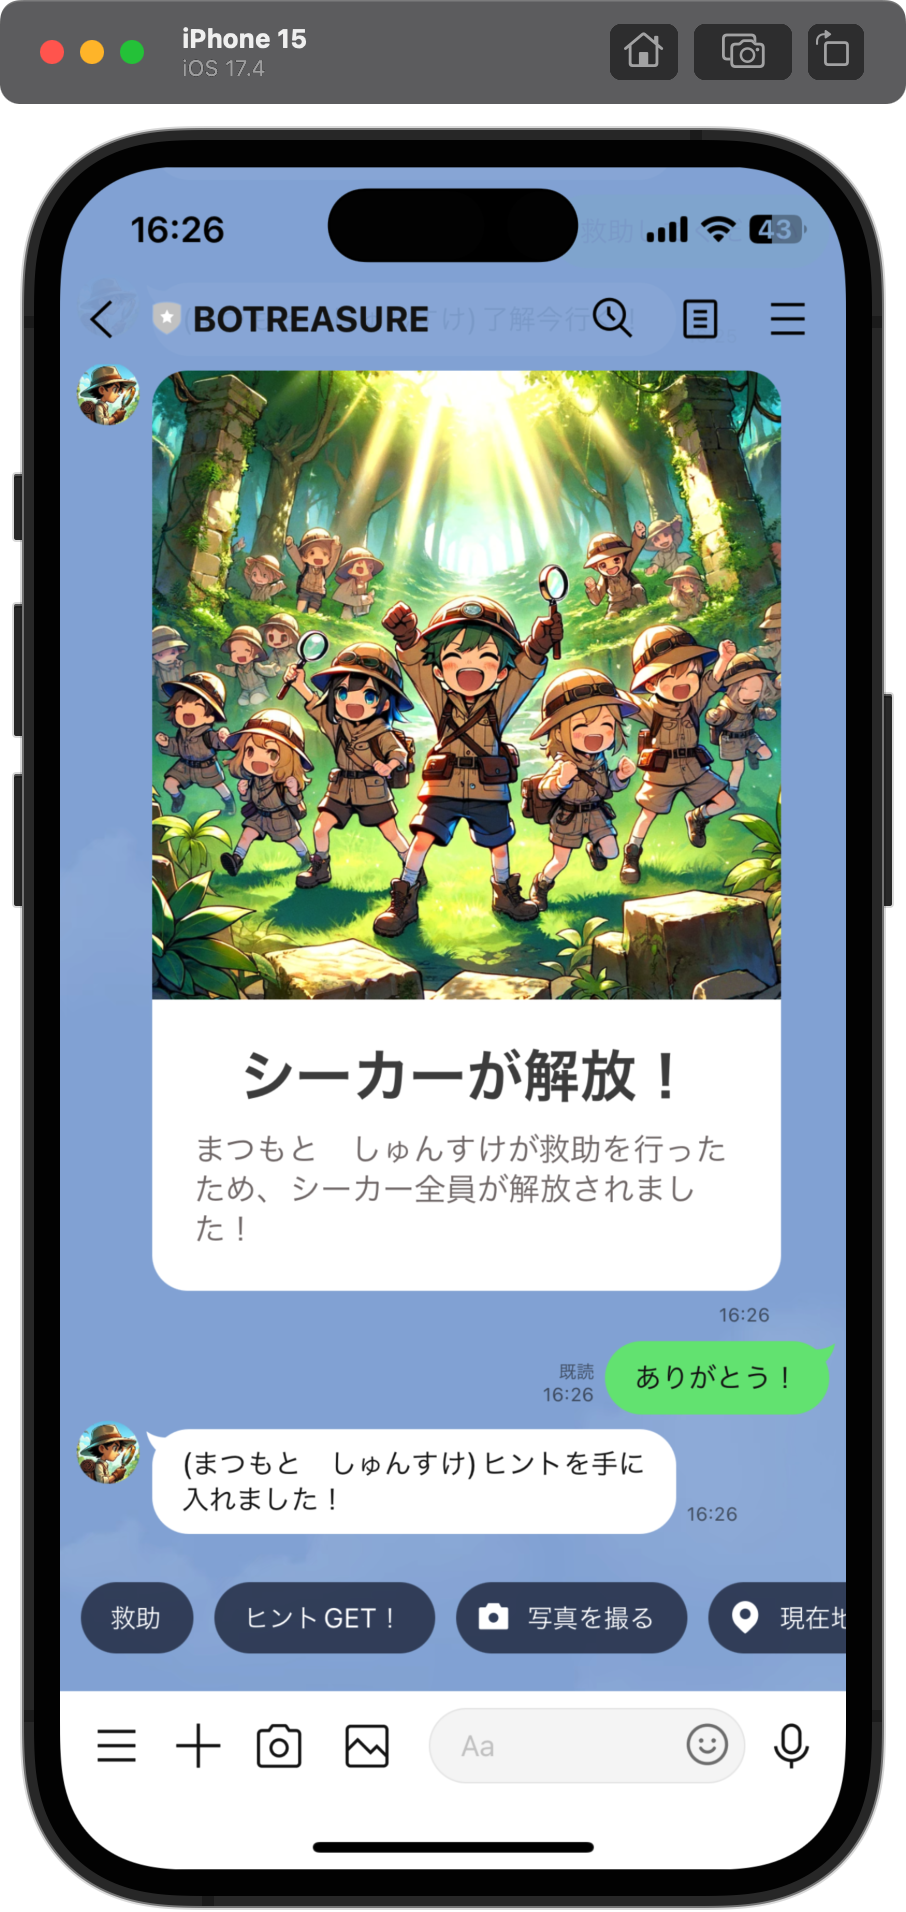 iPhone 15
iOS 17.4
16:26
43
BOTREASURE
シーカーが解放！
まつもと　しゅんすけが救助を行った
ため、シーカー全員が解放されまし
た！
16:26
既読
16:26
ありがとう！
(まつもと　しゅんすけ)ヒントを手に
入れました！
16:26
救助
ヒントGET！
写真を撮る
現在地
Aa